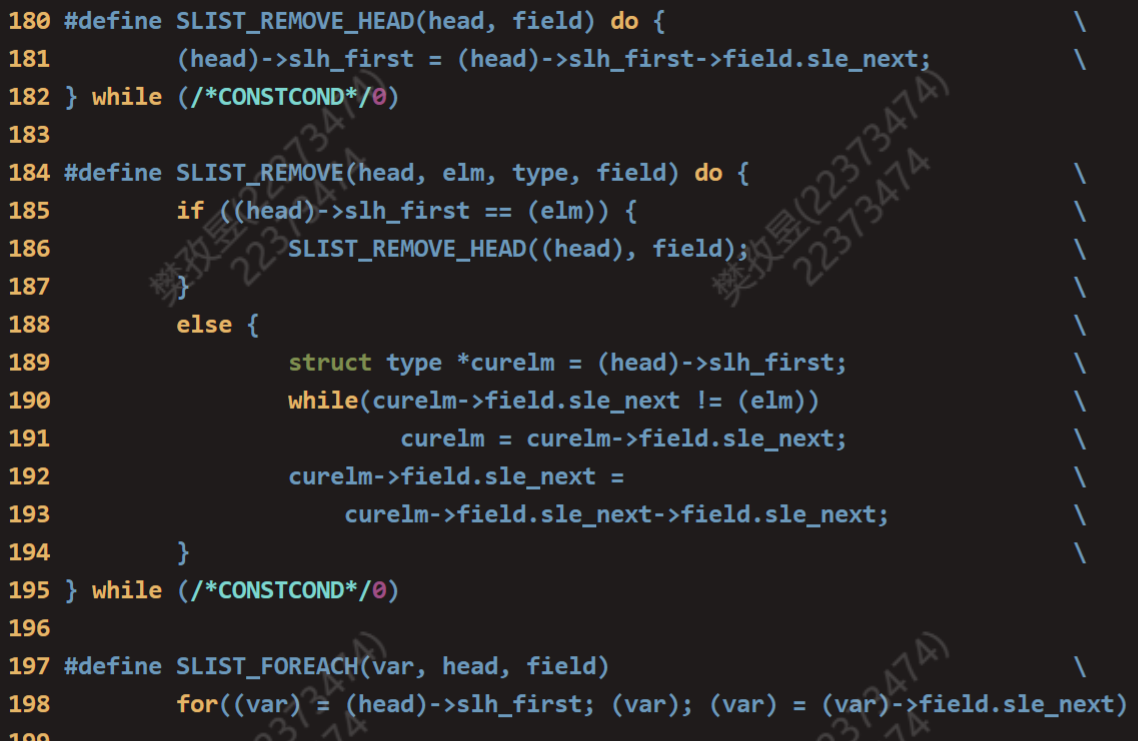 180 #define SLIST_REMOVE_HEAD(head, field) do { \
181 (head)->slh_first = (head)->slh_first->field.sle_next; \
182 } while (/*CONSTCOND*/0)
183
184 #define SLIST_REMOVE(head, elm, type, field) do { \
185 if ((head)->slh_first == (elm)) { \
186 SLIST_REMOVE_HEAD((head), field); \
187 } \
188 else { \
189 struct type *curelm = (head)->slh_first; \
190 while(curelm->field.sle_next != (elm)) \
191 curelm = curelm->field.sle_next; \
192 curelm->field.sle_next = \
193 curelm->field.sle_next->field.sle_next; \
194 } \
195 } while (/*CONSTCOND*/0)
196
197 #define SLIST_FOREACH(var, head, field) \
198 for((var) = (head)->slh_first; (var); (var) = (var)->field.sle_next)
199
樊孜昱(22373474)
22373474
樊孜昱(22373474)
22373474